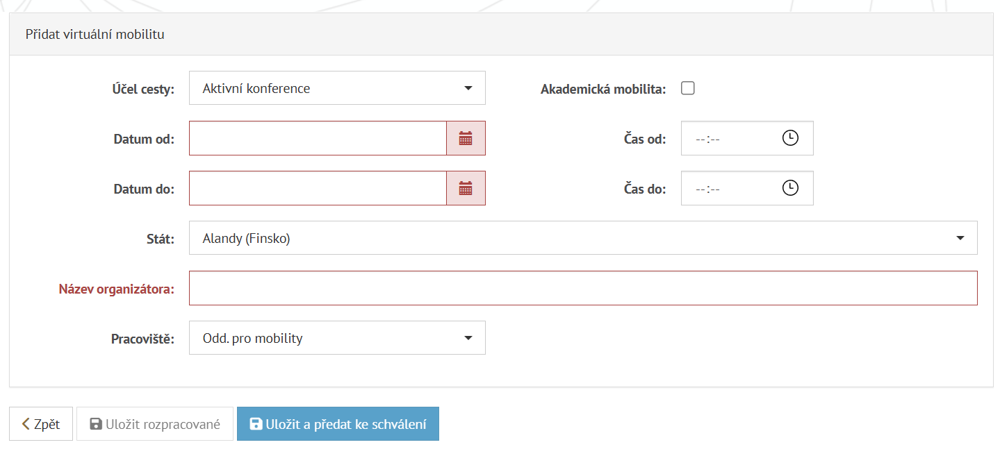 Přidat virtuální mobilitu
Účel cesty: Aktivní konference Akademická mobilita:
Datum od: Čas od: --:--
Datum do: Čas do: --:--
Stát: Alandy (Finsko)
Název organizátora:
Pracoviště: Odd. pro mobility
Zpět Uložit rozpracované Uložit a předat ke schválení